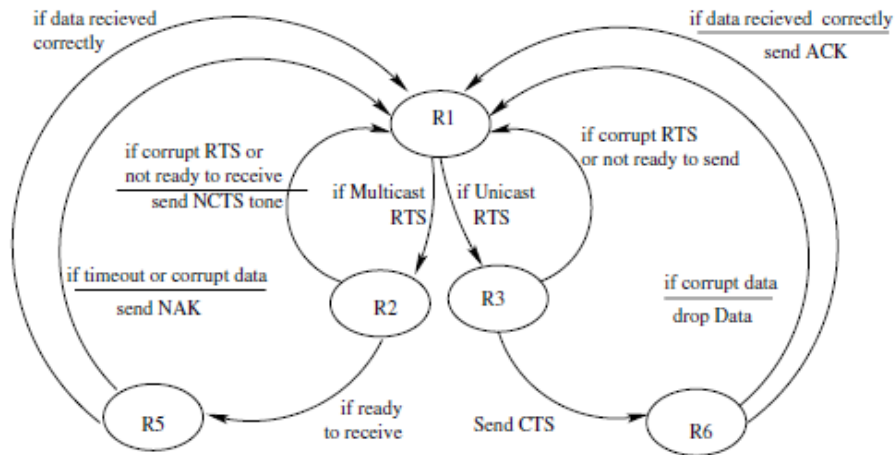 if data recieved
correctly
if data recieved correctly
send ACK
R1
if corrupt RTS or
not ready to receive
send NCTS tone
if Multicast
RTS
if Unicast
RTS
if corrupt RTS
or not ready to send
if timeout or corrupt data
send NAK
R2
R3
if corrupt data
drop Data
R5
if ready
to receive
Send CTS
R6